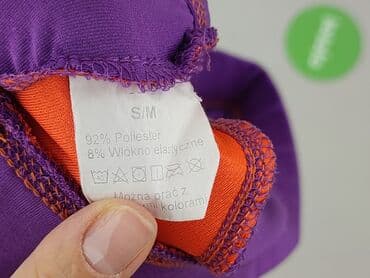 S/M
92% Poliester
8% Włókno elastyczne
Można prać z
kolorami